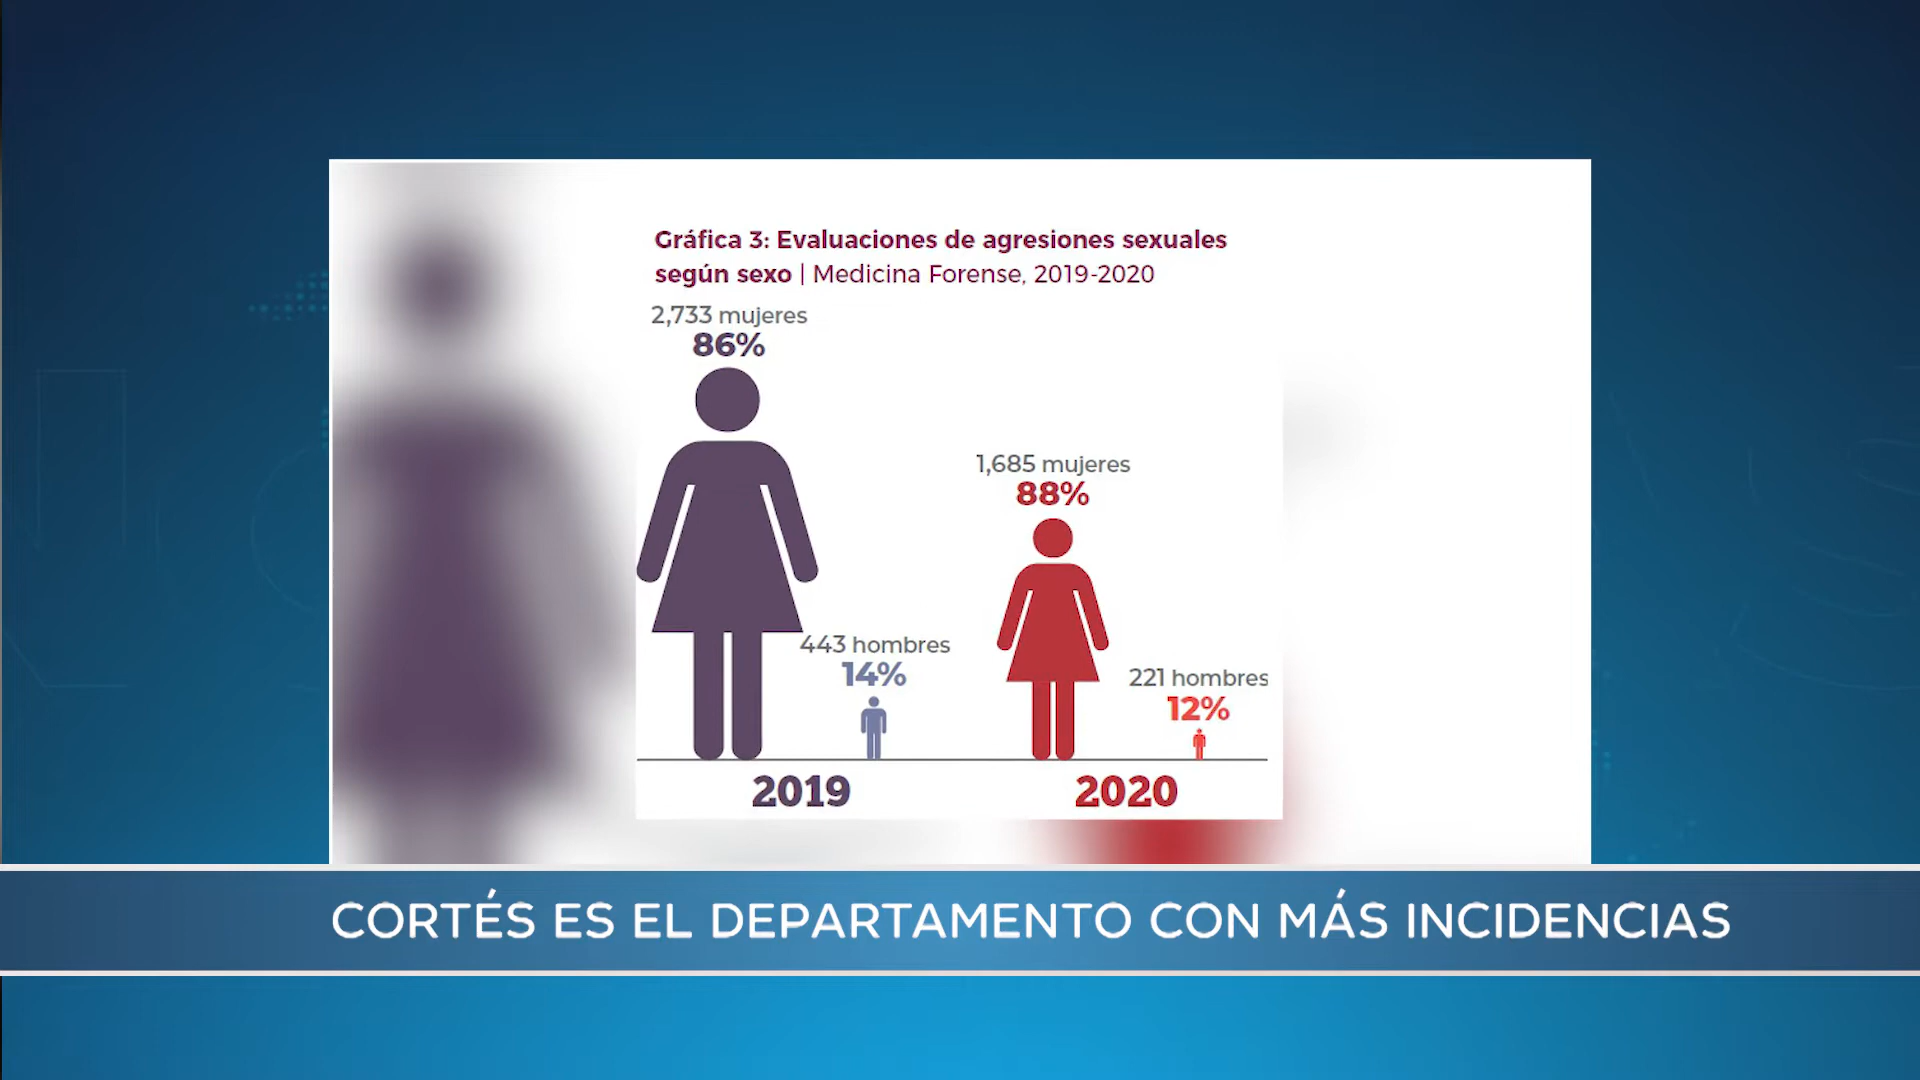 Gráfica 3: Evaluaciones de agresiones sexuales
según sexo | Medicina Forense, 2019-2020
2,733 mujeres
86%
1,685 mujeres
88%
443 hombres
14%
221 hombres
12%
2019
2020
CORTÉS ES EL DEPARTAMENTO CON MÁS INCIDENCIAS